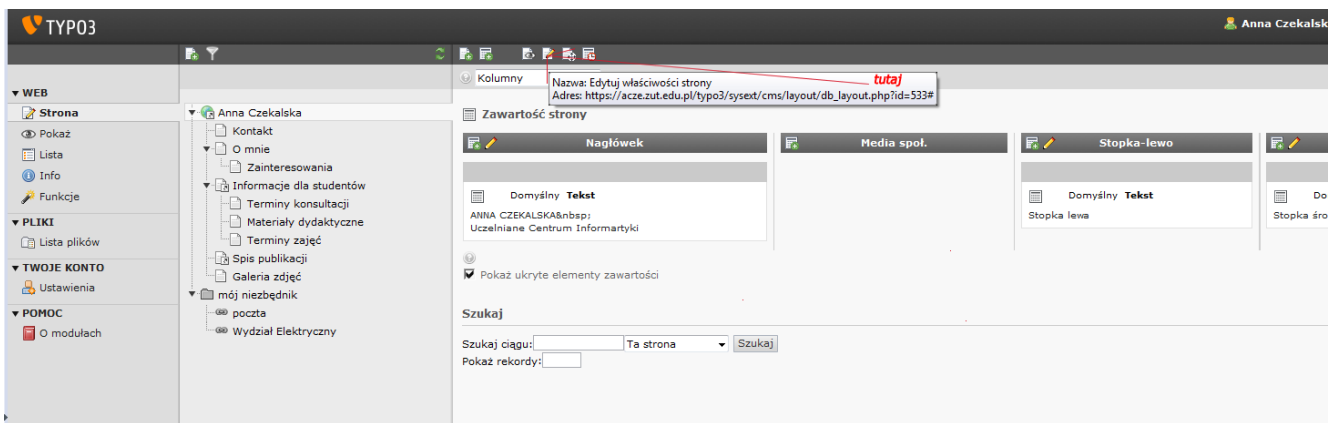 TYPO3
Anna Czekalsk
Kolumny
tutaj
Nazwa: Edytuj właściwości strony
Adres: https://acze.zut.edu.pl/typo3/sysext/cms/layout/db_layout.php?id=533#
WEB
Strona
Pokaż
Lista
Info
Funkcje
PLIKI
Lista plików
TWOJE KONTO
Ustawienia
POMOC
O modułach
Anna Czekalska
Kontakt
O mnie
Zainteresowania
Informacje dla studentów
Terminy konsultacji
Materiały dydaktyczne
Terminy zajęć
Spis publikacji
Galeria zdjęć
mój niezbędnik
poczta
Wydział Elektryczny
Zawartość strony
Nagłówek
Domyślny Tekst
ANNA CZEKALSKA&nbsp;
Uczelniane Centrum Informartyki
Media społ.
Stopka-lewo
Domyślny Tekst
Stopka lewa
Do
Stopka śro
Pokaż ukryte elementy zawartości
Szukaj
Szukaj ciągu: Ta strona Szukaj
Pokaż rekordy: